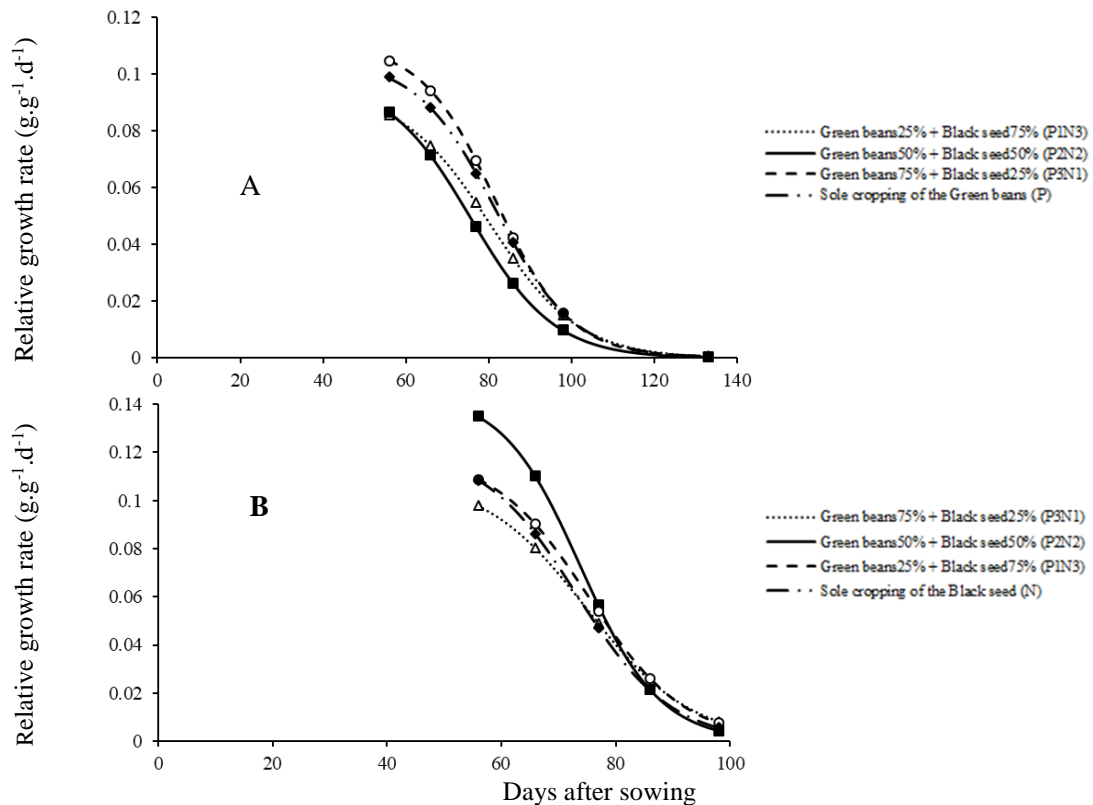 Relative growth rate (g.g-1.d-1)
0.12
0.1
0.08
0.06
0.04
0.02
0
A
0 20 40 60 80 100 120 140
Green beans25% + Black seed75% (P1N3)
Green beans50% + Black seed50% (P2N2)
Green beans75% + Black seed25% (P3N1)
Sole cropping of the Green beans (P)
Relative growth rate (g.g-1.d-1)
0.14
0.12
0.1
0.08
0.06
0.04
0.02
0
B
0 20 40 60 80 100
Days after sowing
Green beans75% + Black seed25% (P3N1)
Green beans50% + Black seed50% (P2N2)
Green beans25% + Black seed75% (P1N3)
Sole cropping of the Black seed (N)